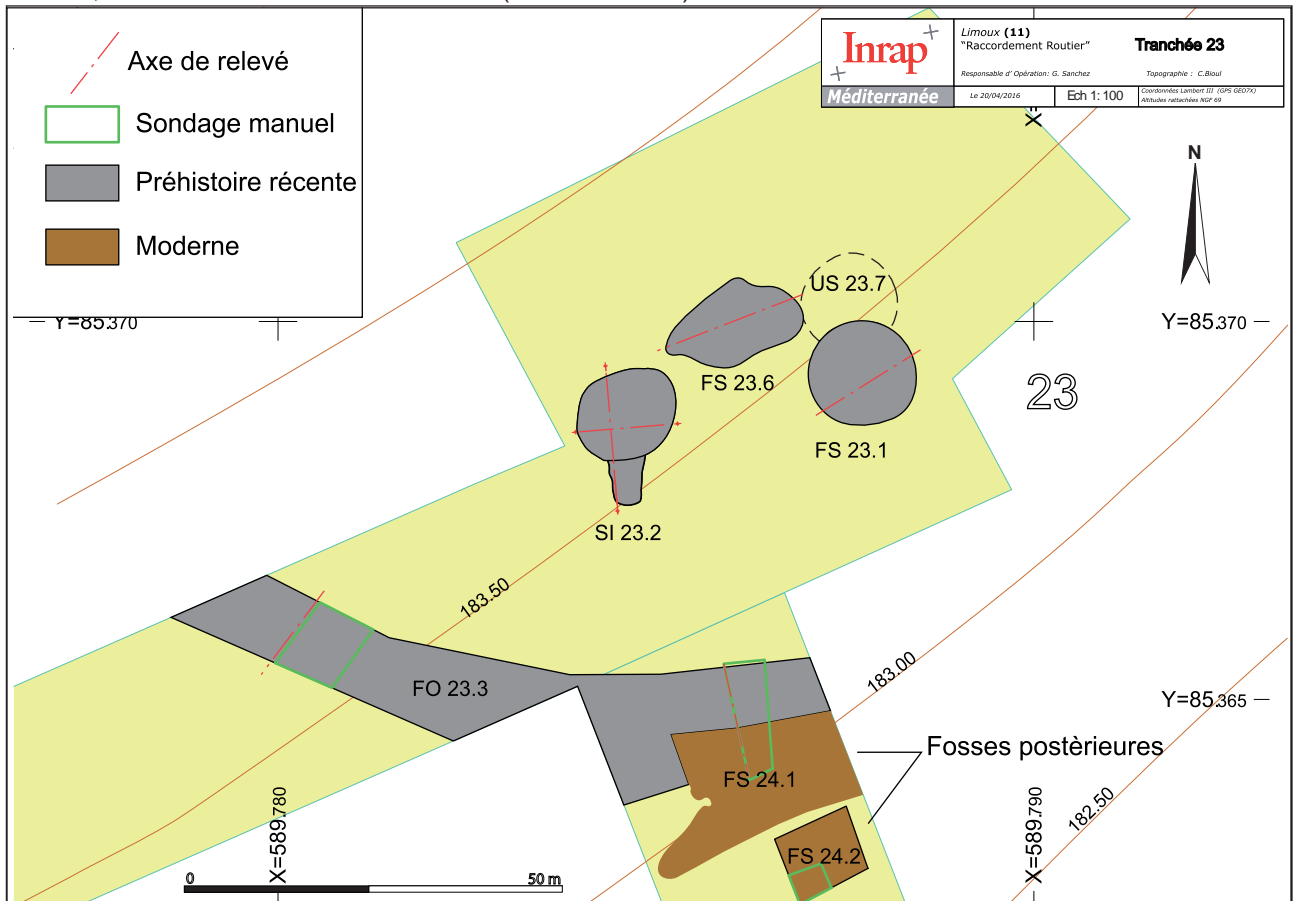 Axe de relevé
Sondage manuel
Préhistoire récente
Moderne
Inrap
Méditerranée
Limoux (11)
"Raccordement Routier"
Tranchée 23
Responsable d' Opération: G. Sanchez
Topographie : C.Bioul
Le 20/04/2016
Ech 1: 100
Coordonnées Lambert III (GPS GEO7X)
Altitudes rattachées NGF 69
X=
N
Y=85.370
Y=85.370
US 23.7
FS 23.6
23
FS 23.1
SI 23.2
183.50
183.00
FO 23.3
Y=85.365
Fosses postèrieures
FS 24.1
X=589.780
X=589.790
182.50
FS 24.2
0
50 m